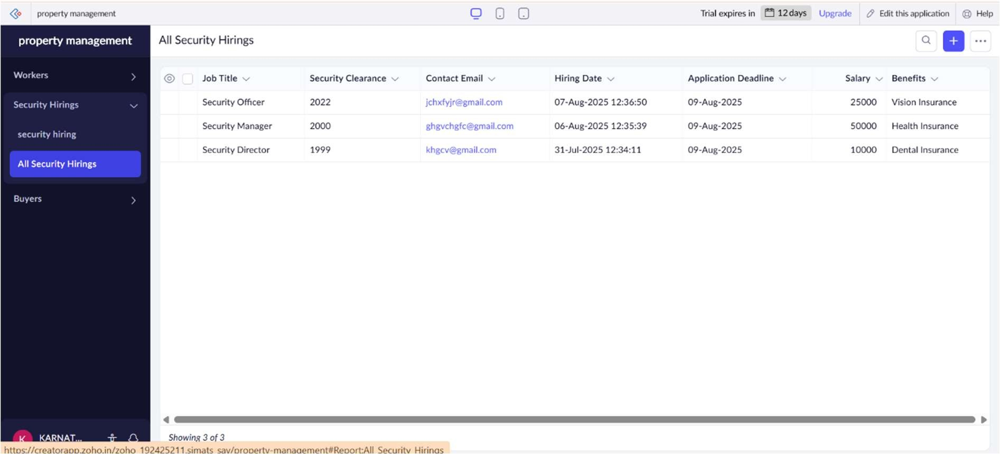 property management
Trial expires in 12 days Upgrade Edit this application Help
property management
Workers
Security Hirings
security hiring
All Security Hirings
Buyers
KARNAT...
K
All Security Hirings
Job Title Security Clearance Contact Email Hiring Date Application Deadline Salary Benefits
Security Officer 2022 jchxfyjr@gmail.com 07-Aug-2025 12:36:50 09-Aug-2025 25000 Vision Insurance
Security Manager 2000 ghgvchgfc@gmail.com 06-Aug-2025 12:35:39 09-Aug-2025 50000 Health Insurance
Security Director 1999 khgcv@gmail.com 31-Jul-2025 12:34:11 09-Aug-2025 10000 Dental Insurance
Showing 3 of 3
https://creatorapp.zoho.in/zoho_192425211.simats_sav/property-management#Report:All_Security_Hirings